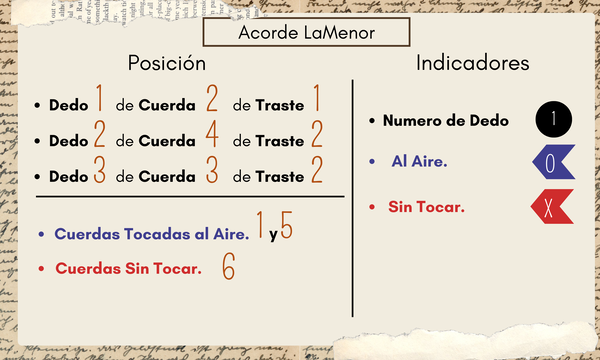 Acorde LaMenor
Posición
• Dedo 1 de Cuerda 2 de Traste 1
• Dedo 2 de Cuerda 4 de Traste 2
• Dedo 3 de Cuerda 3 de Traste 2
• Cuerdas Tocadas al Aire. 1 y 5
• Cuerdas Sin Tocar. 6
Indicadores
• Numero de Dedo 1
• Al Aire. 0
• Sin Tocar. X